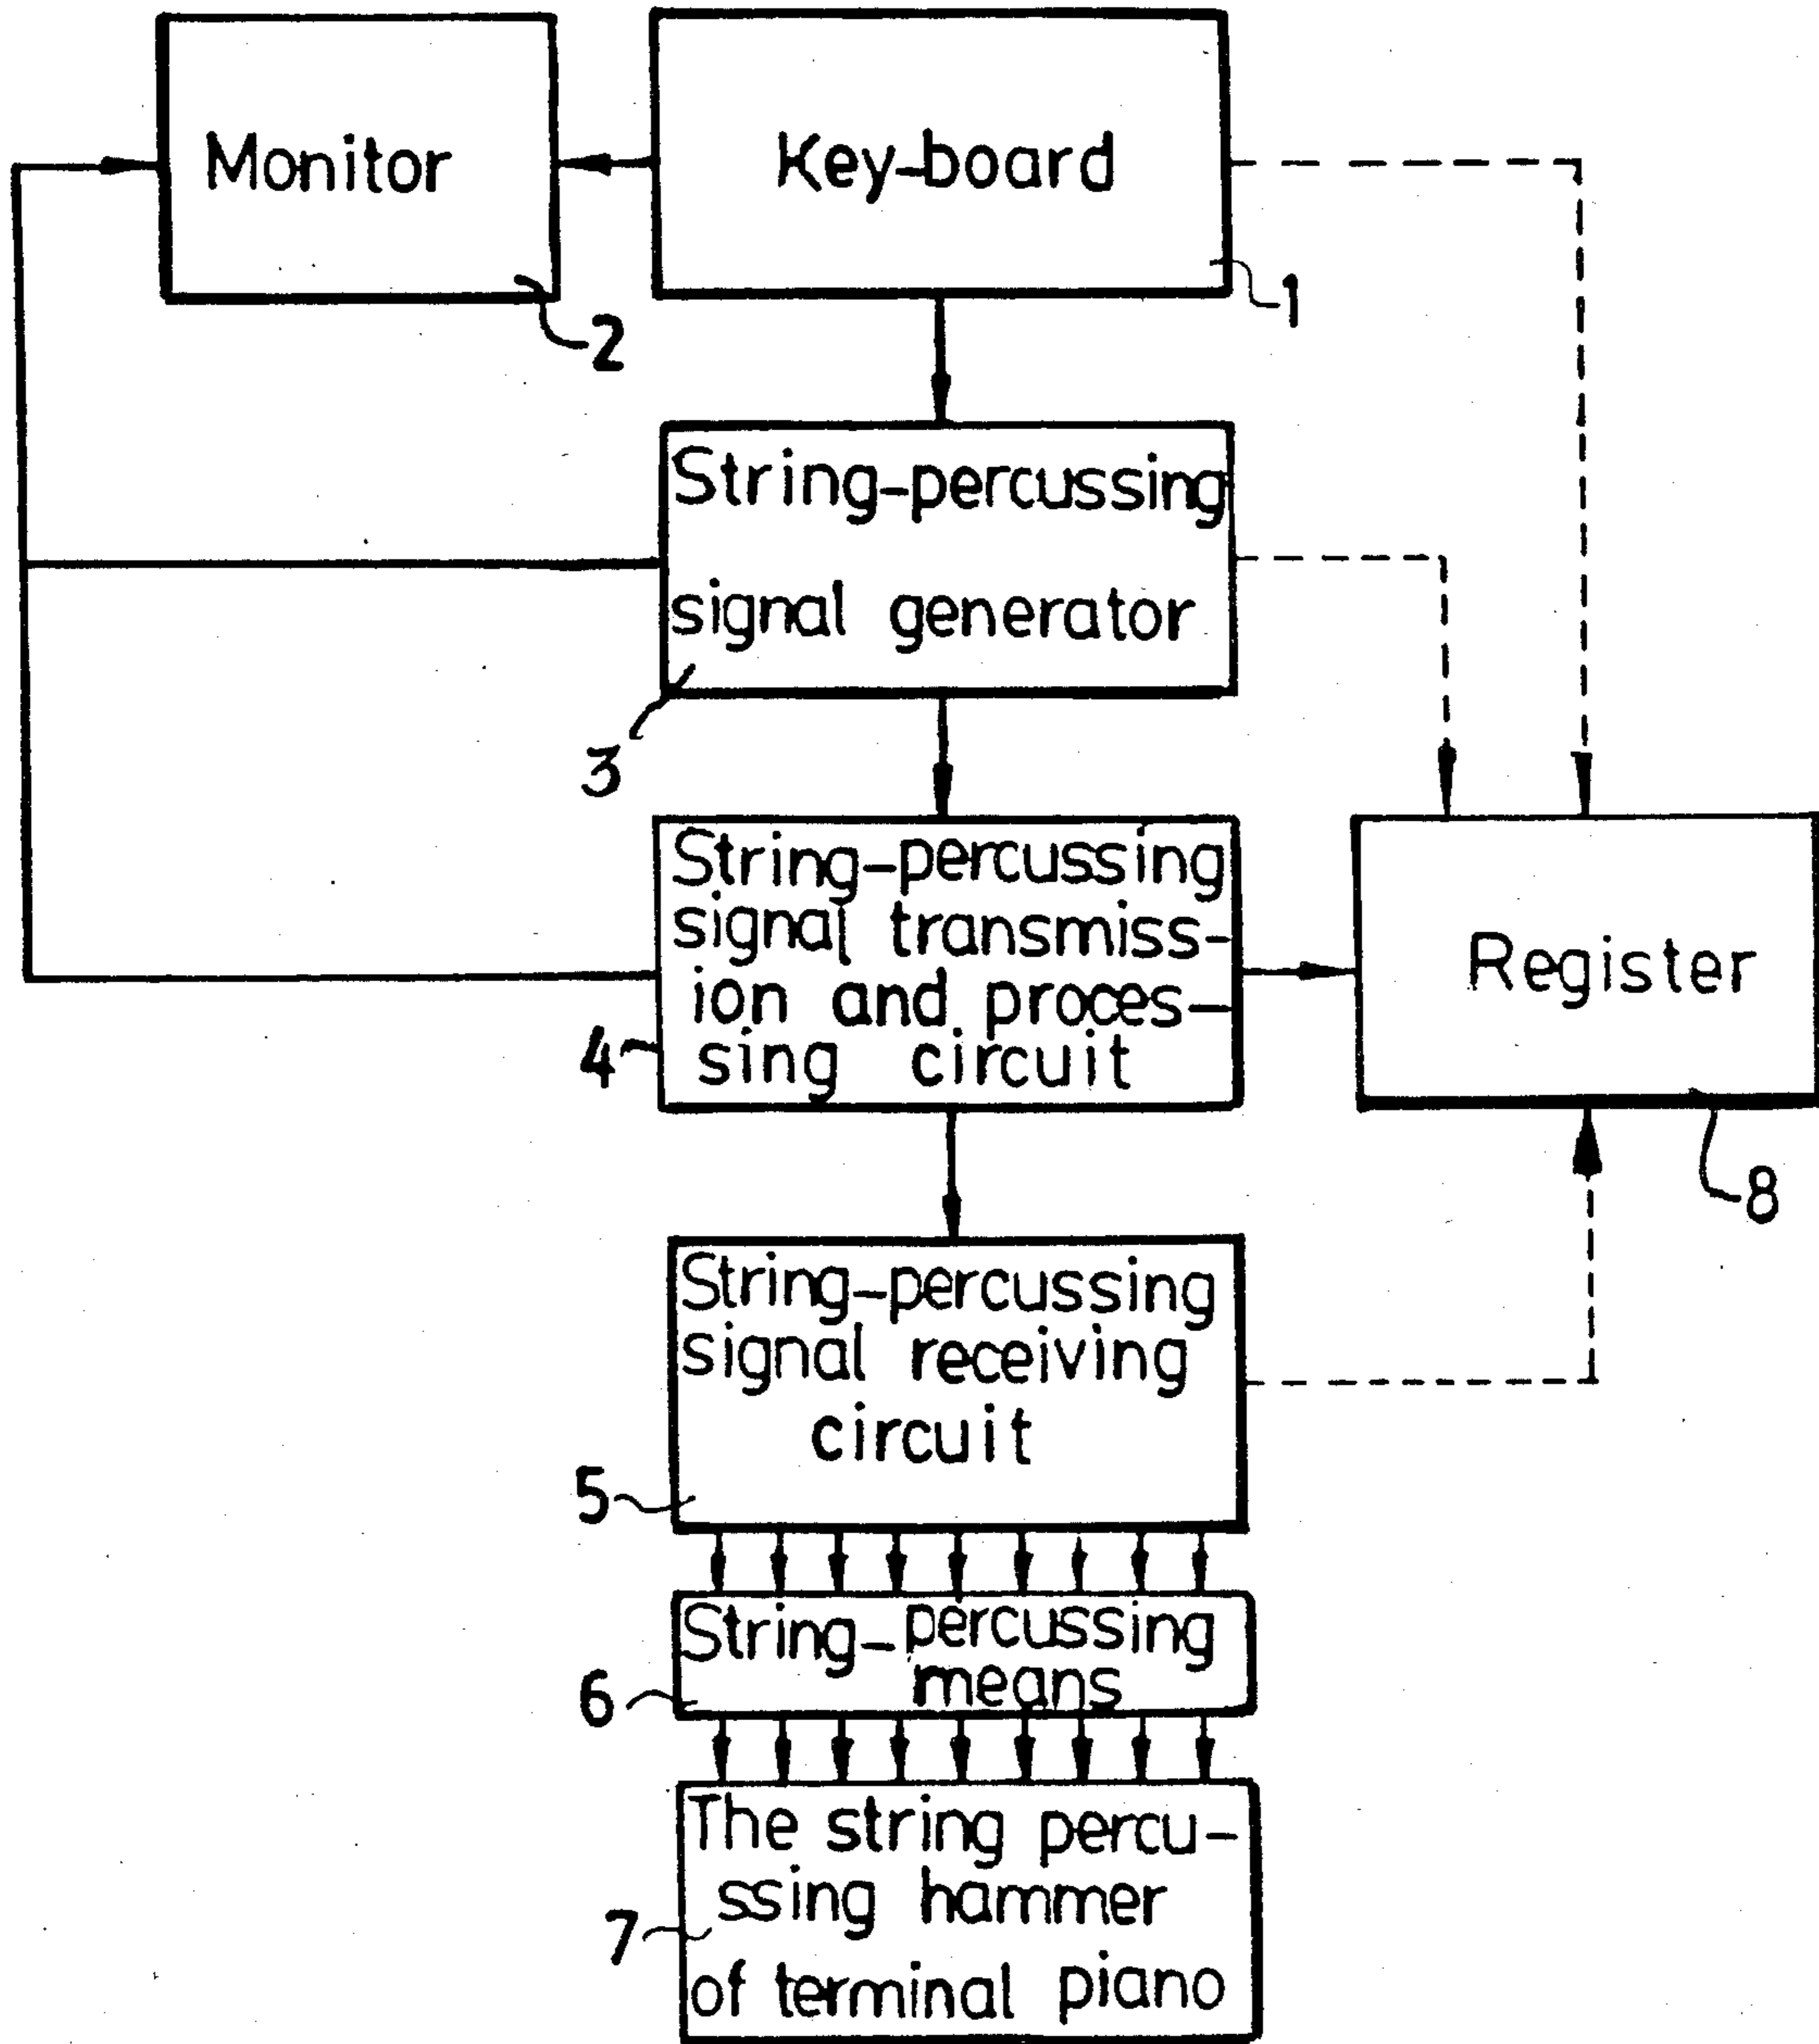 Monitor
2
Key-board
1
String-percussing
signal generator
3
String-percussing
signal transmiss-
ion and proces-
sing circuit
4
Register
8
String-percussing
signal receiving
circuit
5
String-percussing
means
6
The string percu-
ssing hammer
of terminal piano
7